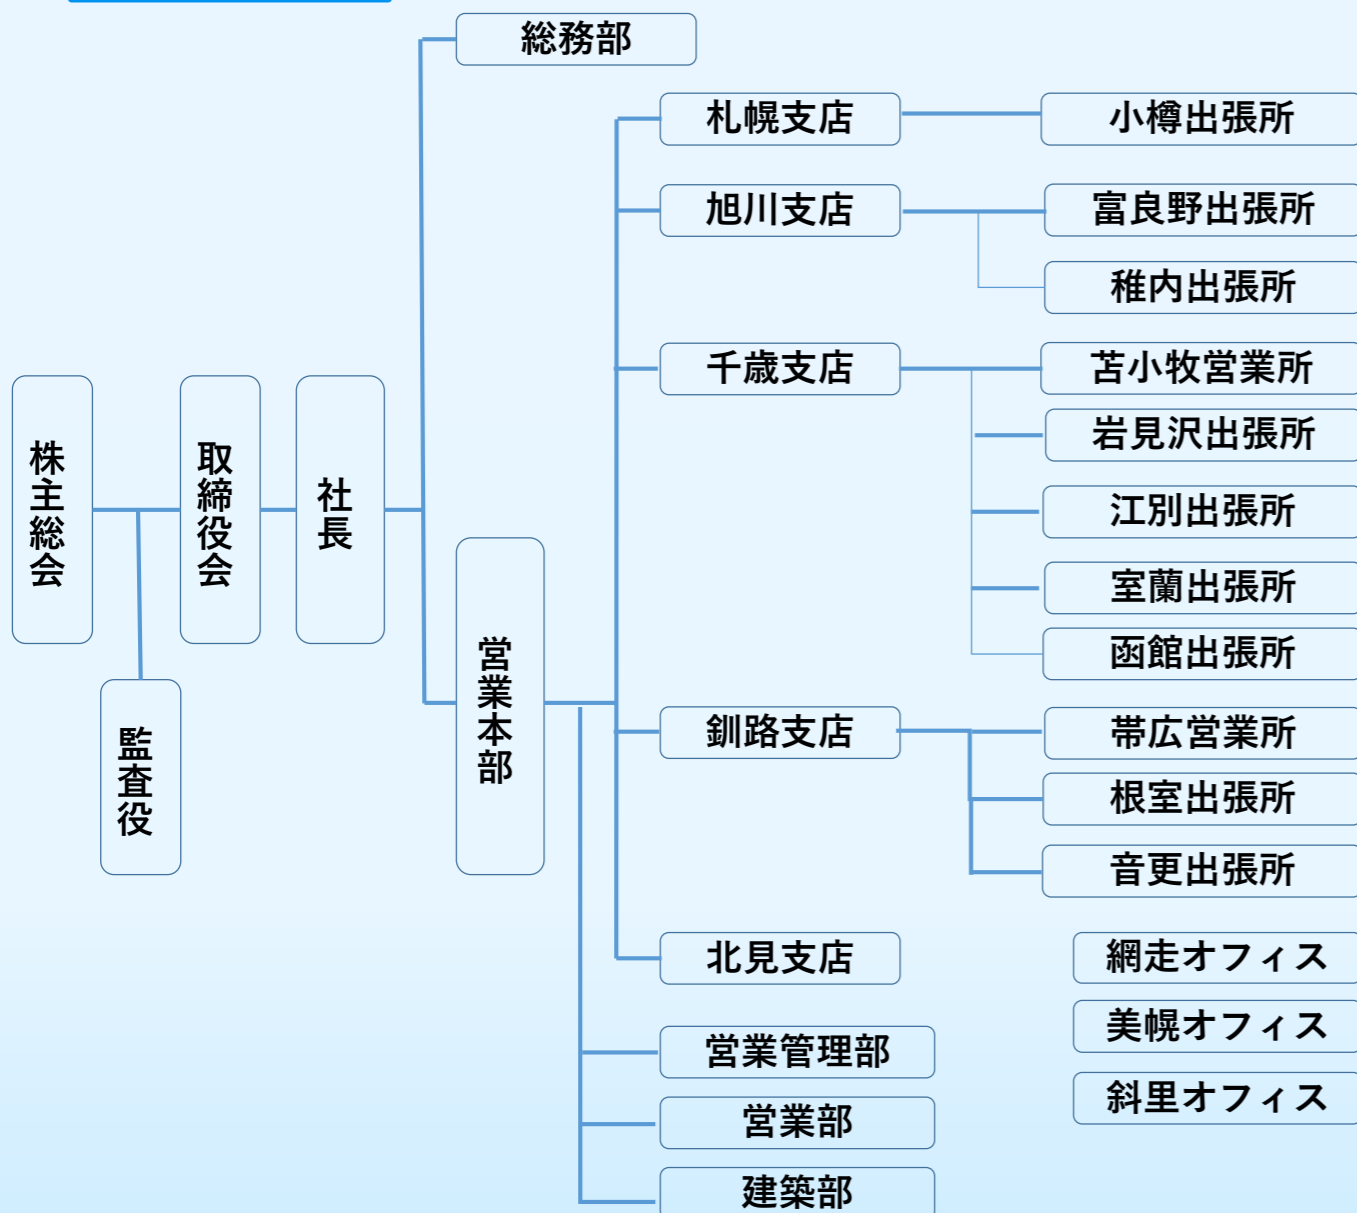 総務部
札幌支店
小樽出張所
旭川支店
富良野出張所
稚内出張所
千歳支店
苫小牧営業所
岩見沢出張所
江別出張所
室蘭出張所
函館出張所
株主総会
取締役会
社長
監査役
営業本部
釧路支店
帯広営業所
根室出張所
音更出張所
北見支店
網走オフィス
美幌オフィス
斜里オフィス
営業管理部
営業部
建築部